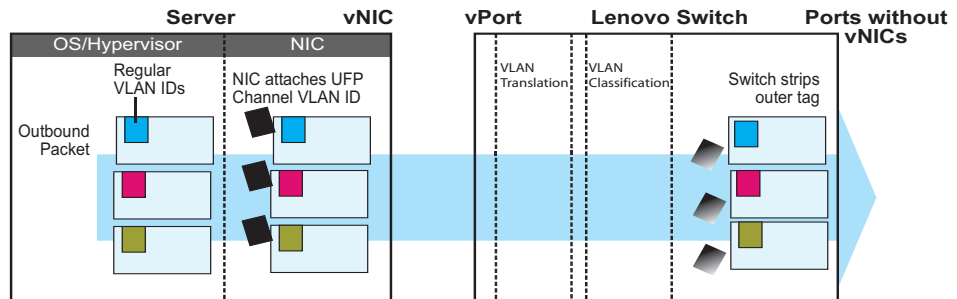 Server
vNIC
vPort
Lenovo Switch
Ports without
vNICs
OS/Hypervisor
NIC
Regular
VLAN IDs
NIC attaches UFP
Channel VLAN ID
VLAN
Translation
VLAN
Classification
Switch strips
outer tag
Outbound
Packet